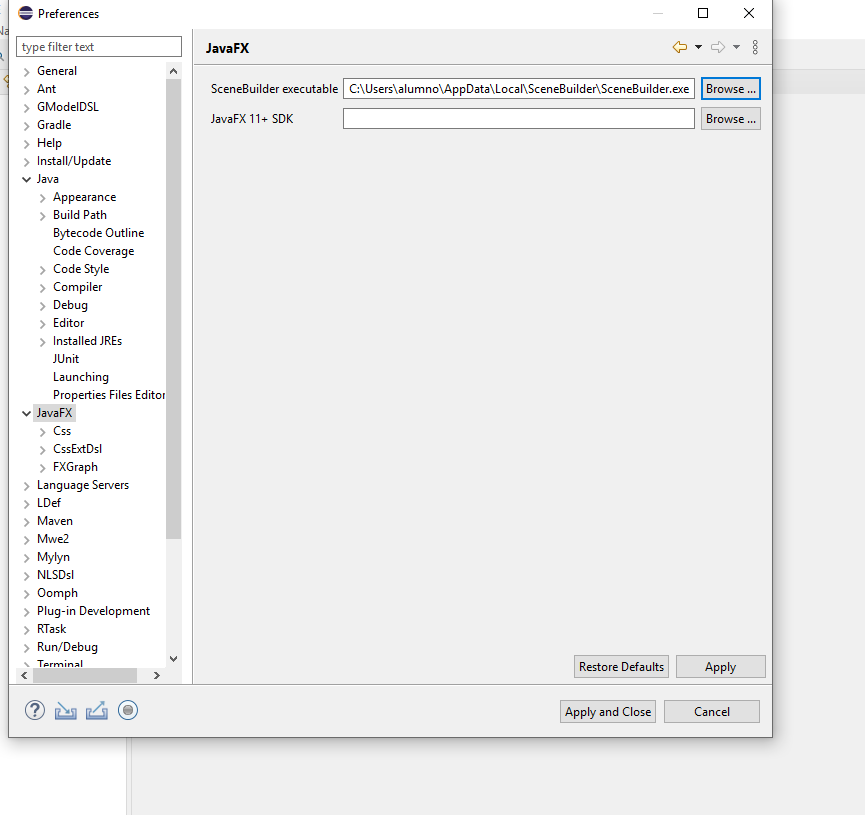 Preferences
type filter text
JavaFX
General
Ant
GModelDSL
Gradle
Help
Install/Update
Java
Appearance
Build Path
Bytecode Outline
Code Coverage
Code Style
Compiler
Debug
Editor
Installed JREs
JUnit
Launching
Properties Files Editor
JavaFX
Css
CssExtDsl
FXGraph
Language Servers
LDef
Maven
Mwe2
Mylyn
NLSDsl
Oomph
Plug-in Development
RTask
Run/Debug
Terminal
SceneBuilder executable C:\Users\alumno\AppData\Local\SceneBuilder\SceneBuilder.exe Browse ...
JavaFX 11+ SDK Browse ...
Restore Defaults Apply
Apply and Close Cancel